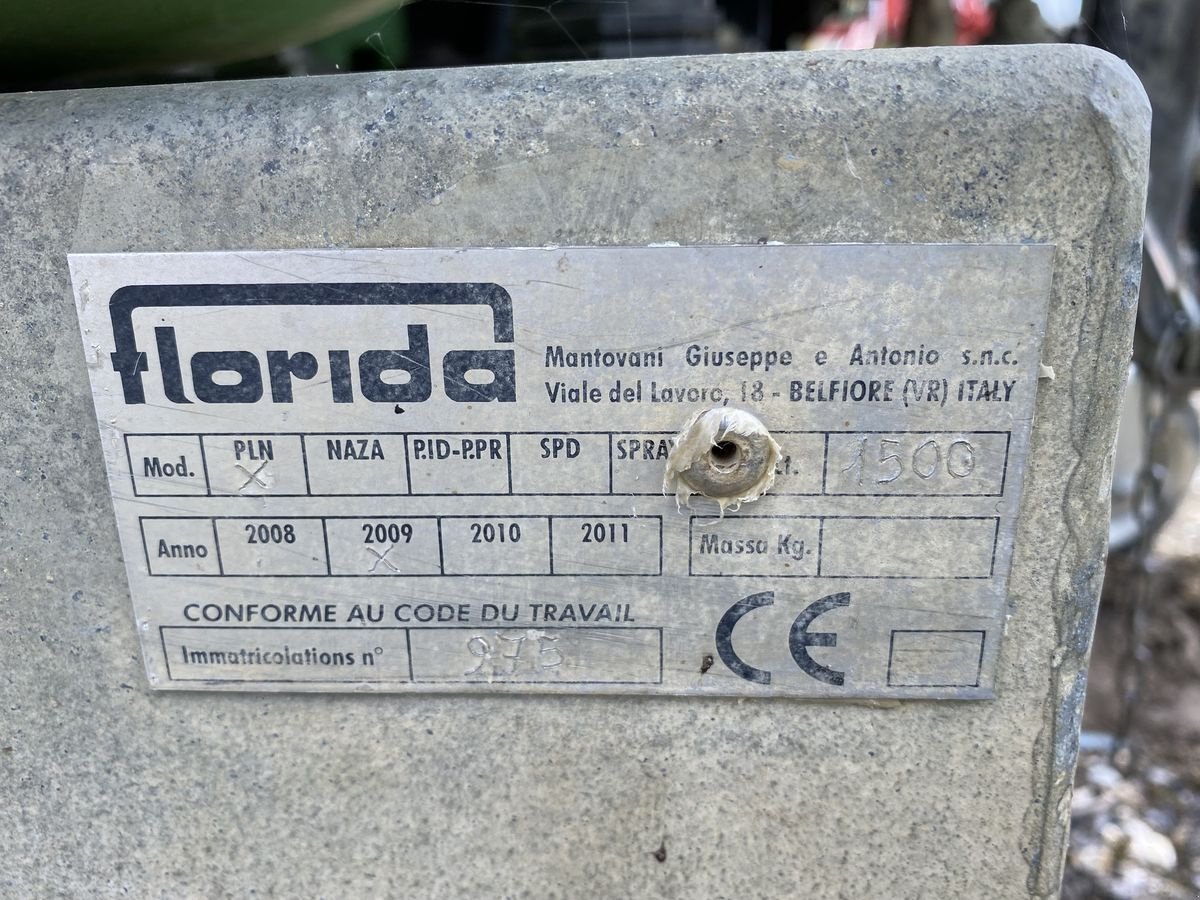 florida
Mantovani Giuseppe e Antonio s.n.c.
Viale del Lavoro, 18 - BELFIORE (VR) ITALY
Mod. PLN X NAZA P.ID-P.PR SPD SPRAY 1500
Anno 2008 2009 X 2010 2011 Massa Kg.
CONFORME AU CODE DU TRAVAIL
Immatricolations n° 975
CE